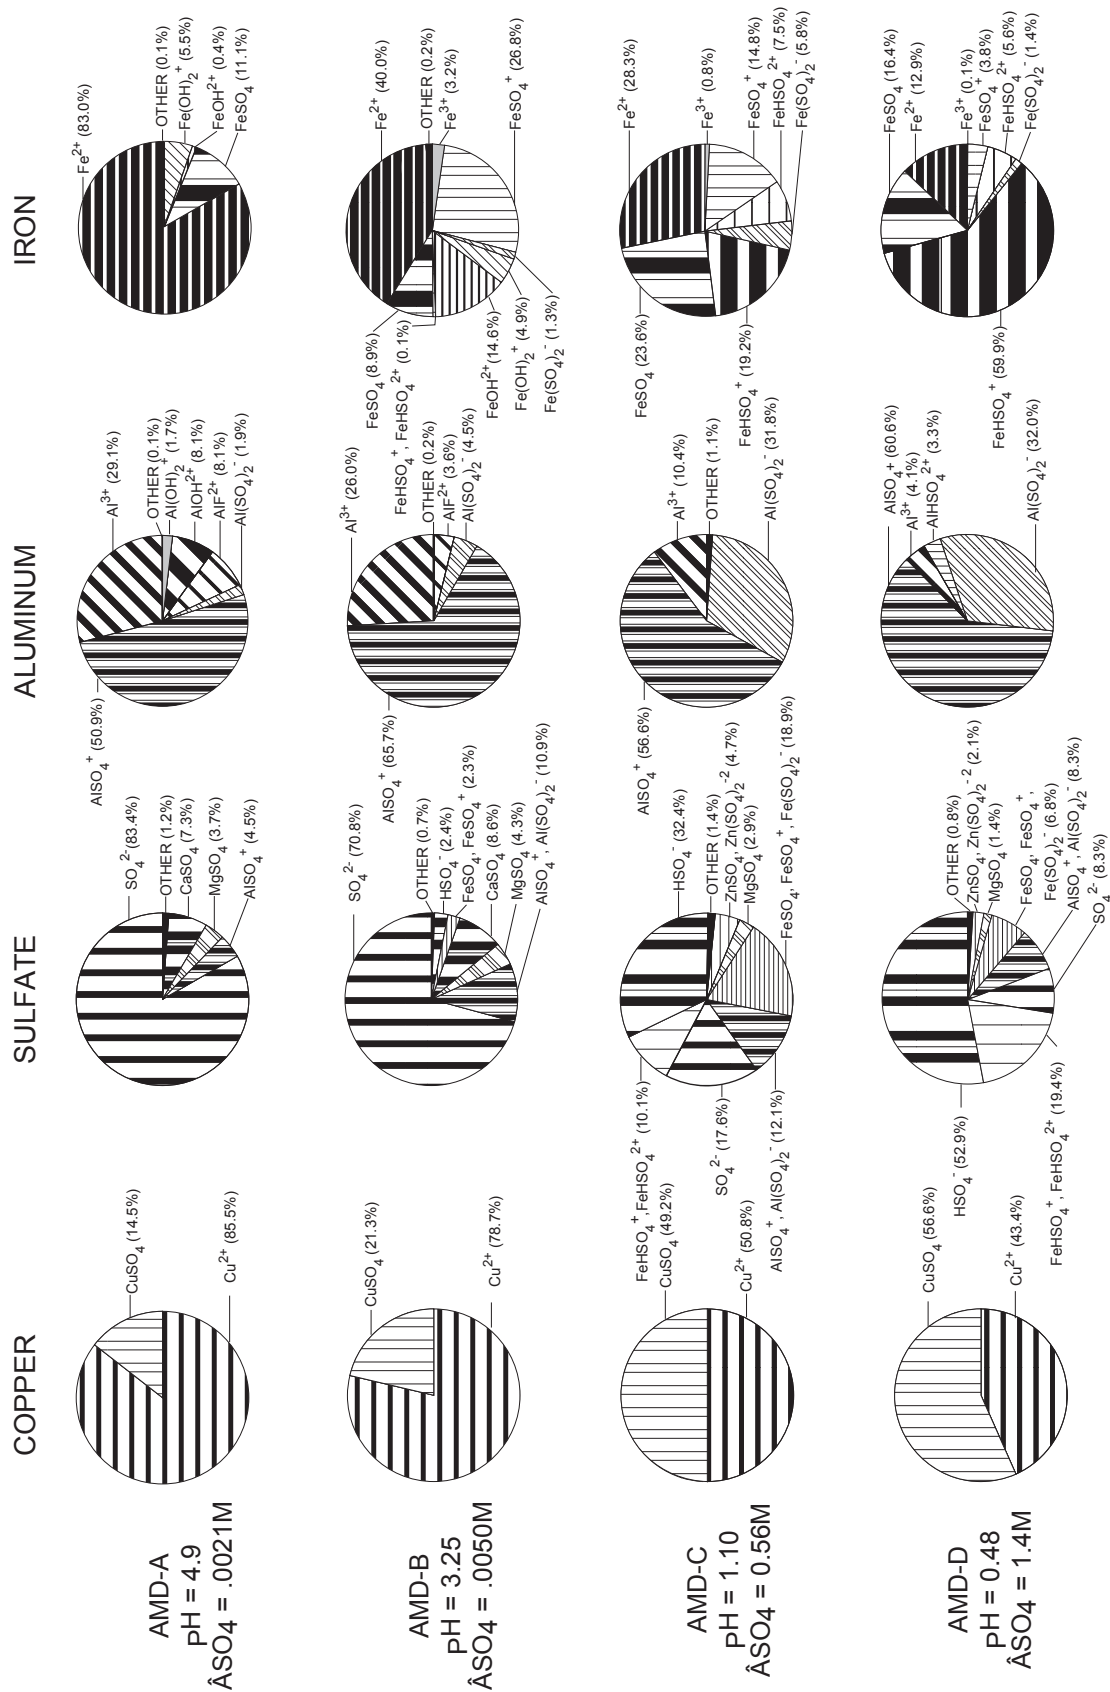 COPPER
SULFATE
ALUMINUM
IRON
AMD-A
pH = 4.9
ÂSO4 = .0021M
CuSO4 (14.5%)
Cu2+ (85.5%)
SO42-(83.4%)
OTHER (1.2%)
CaSO4 (7.3%)
MgSO4 (3.7%)
AlSO4+ (4.5%)
AlSO4+ (50.9%)
Al3+ (29.1%)
OTHER (0.1%)
Al(OH)2+ (1.7%)
AlOH2+ (8.1%)
AlF2+ (8.1%)
Al(SO4)2- (1.9%)
Fe2+ (83.0%)
OTHER (0.1%)
Fe(OH)2+ (5.5%)
FeOH2+ (0.4%)
FeSO4 (11.1%)
AMD-B
pH = 3.25
ÂSO4 = .0050M
CuSO4 (21.3%)
Cu2+ (78.7%)
SO42- (70.8%)
OTHER (0.7%)
HSO4- (2.4%)
FeSO4, FeSO4+ (2.3%)
CaSO4 (8.6%)
MgSO4 (4.3%)
AlSO4+, Al(SO4)2- (10.9%)
AlSO4+ (65.7%)
Al3+ (26.0%)
OTHER (0.2%)
AlF2+ (3.6%)
Al(SO4)2- (4.5%)
Fe2+ (40.0%)
OTHER (0.2%)
Fe3+ (3.2%)
FeSO4+ (26.8%)
FeSO4 (8.9%)
FeHSO4+, FeHSO42+ (0.1%)
FeOH2+ (14.6%)
Fe(OH)2+ (4.9%)
Fe(SO4)2- (1.3%)
AMD-C
pH = 1.10
ÂSO4 = 0.56M
CuSO4 (49.2%)
Cu2+ (50.8%)
HSO4- (32.4%)
OTHER (1.4%)
ZnSO4, Zn(SO4)2-2 (4.7%)
MgSO4 (2.9%)
FeSO4, FeSO4+, Fe(SO4)2- (18.9%)
FeHSO4+,FeHSO42+ (10.1%)
SO42- (17.6%)
AlSO4+, Al(SO4)2- (12.1%)
AlSO4+ (56.6%)
Al3+ (10.4%)
OTHER (1.1%)
Al(SO4)2- (31.8%)
Fe2+ (28.3%)
Fe3+ (0.8%)
FeSO4+ (14.8%)
FeHSO42+ (7.5%)
Fe(SO4)2- (5.8%)
FeSO4 (23.6%)
FeHSO4+ (19.2%)
AMD-D
pH = 0.48
ÂSO4 = 1.4M
CuSO4 (56.6%)
Cu2+ (43.4%)
HSO4- (52.9%)
OTHER (0.8%)
ZnSO4, Zn(SO4)2-2 (2.1%)
MgSO4 (1.4%)
FeSO4, FeSO4+,
Fe(SO4)2- (6.8%)
AlSO4+, Al(SO4)2- (8.3%)
SO42- (8.3%)
FeHSO4+, FeHSO42+ (19.4%)
AlSO4+ (60.6%)
Al3+ (4.1%)
AlHSO42+ (3.3%)
Al(SO4)2- (32.0%)
FeSO4 (16.4%)
Fe2+ (12.9%)
Fe3+ (0.1%)
FeSO4+ (3.8%)
FeHSO42+ (5.6%)
Fe(SO4)2- (1.4%)
FeHSO4+ (59.9%)